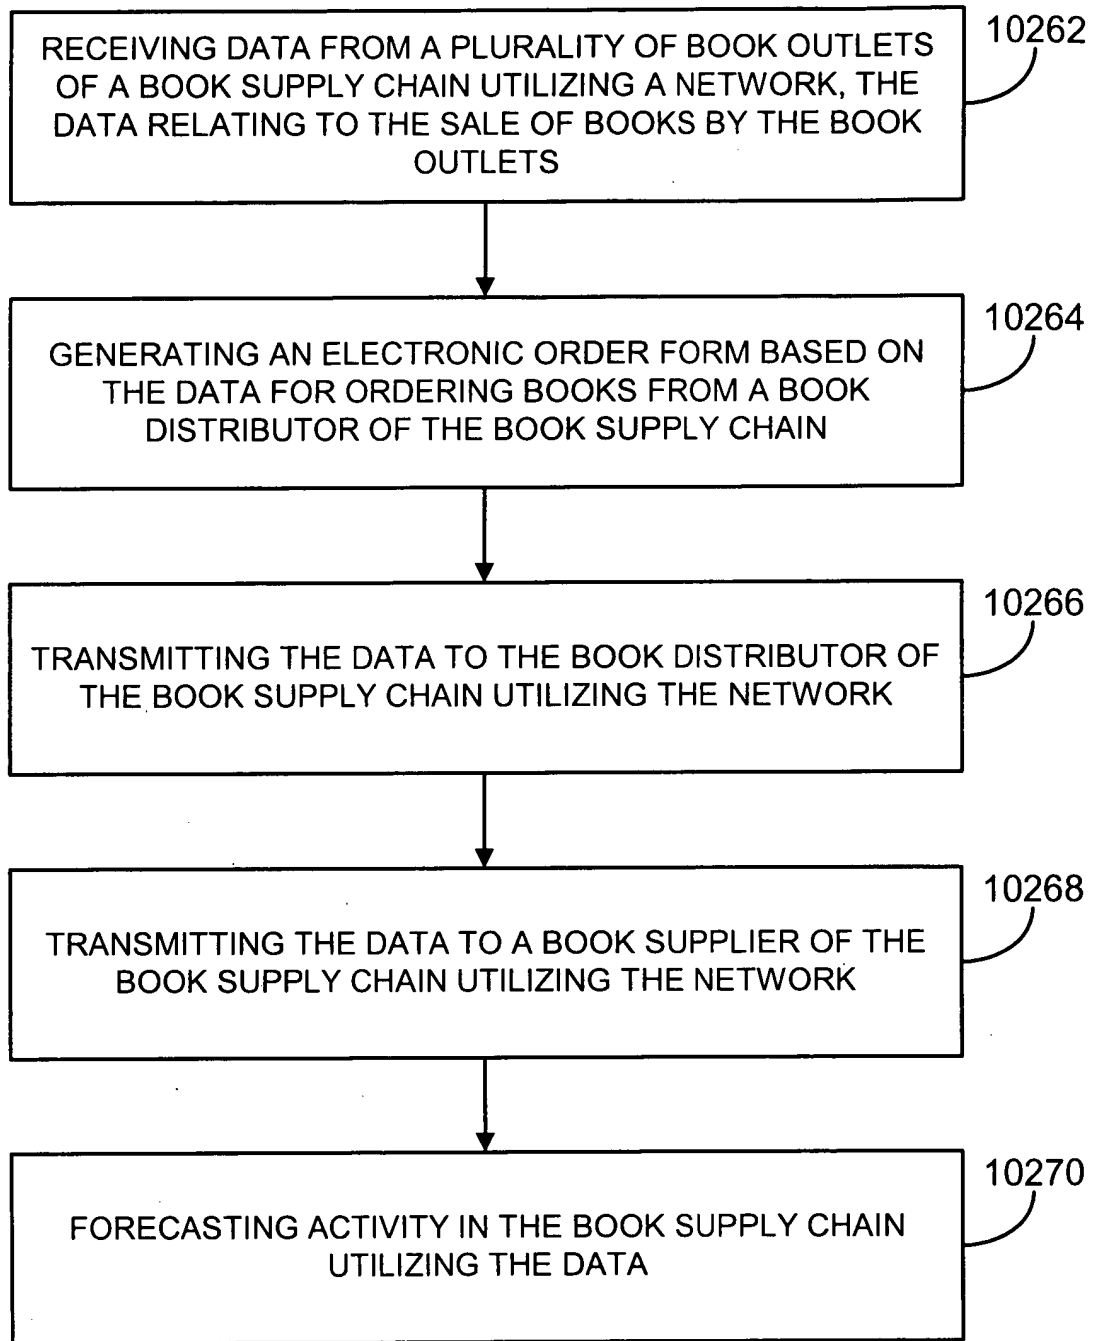 RECEIVING DATA FROM A PLURALITY OF BOOK OUTLETS
OF A BOOK SUPPLY CHAIN UTILIZING A NETWORK, THE
DATA RELATING TO THE SALE OF BOOKS BY THE BOOK
OUTLETS
10262
GENERATING AN ELECTRONIC ORDER FORM BASED ON
THE DATA FOR ORDERING BOOKS FROM A BOOK
DISTRIBUTOR OF THE BOOK SUPPLY CHAIN
10264
TRANSMITTING THE DATA TO THE BOOK DISTRIBUTOR OF
THE BOOK SUPPLY CHAIN UTILIZING THE NETWORK
10266
TRANSMITTING THE DATA TO A BOOK SUPPLIER OF THE
BOOK SUPPLY CHAIN UTILIZING THE NETWORK
10268
FORECASTING ACTIVITY IN THE BOOK SUPPLY CHAIN
UTILIZING THE DATA
10270